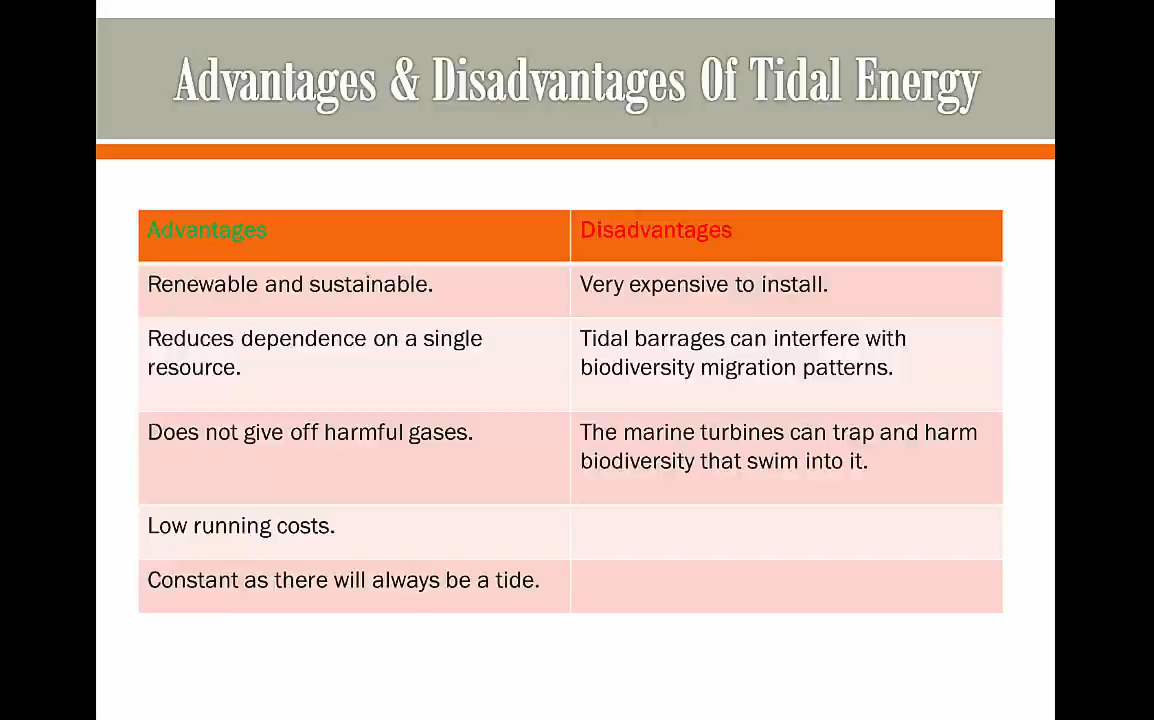 Advantages & Disadvantages Of Tidal Energy
Advantages
Disadvantages
Renewable and sustainable.
Very expensive to install.
Reduces dependence on a single
resource.
Tidal barrages can interfere with
biodiversity migration patterns.
Does not give off harmful gases.
The marine turbines can trap and harm
biodiversity that swim into it.
Low running costs.
Constant as there will always be a tide.